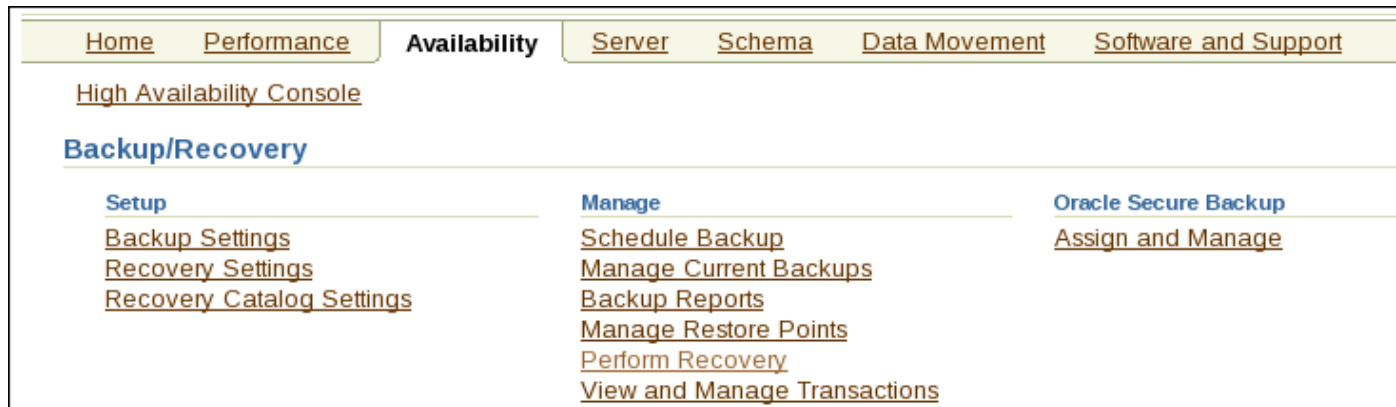 Home Performance Availability Server Schema Data Movement Software and Support
High Availability Console
Backup/Recovery
Setup
Backup Settings
Recovery Settings
Recovery Catalog Settings
Manage
Schedule Backup
Manage Current Backups
Backup Reports
Manage Restore Points
Perform Recovery
View and Manage Transactions
Oracle Secure Backup
Assign and Manage